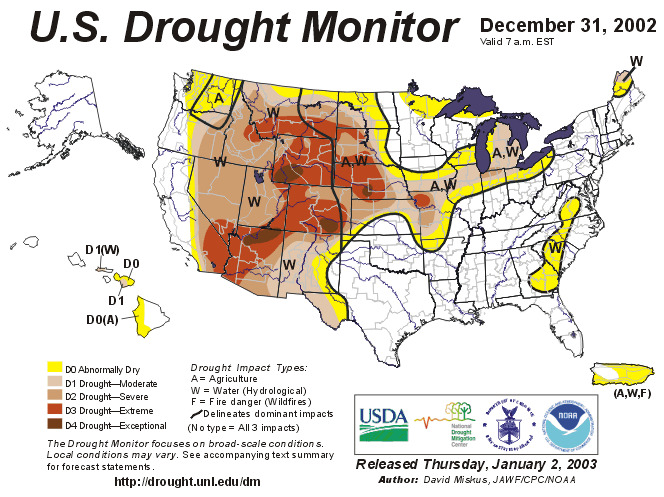 U.S. Drought Monitor
December 31, 2002
Valid 7 a.m. EST
W
A
W
W
A,W
A,W
A,W
W
W
W
D1(W)
D0
D1
D0(A)
(A,W,F)
D0 Abnormally Dry
D1 Drought—Moderate
D2 Drought—Severe
D3 Drought—Extreme
D4 Drought—Exceptional
Drought Impact Types:
A = Agriculture
W = Water (Hydrological)
F = Fire danger (Wildfires)
Delineates dominant impacts
(No type = All 3 impacts)
The Drought Monitor focuses on broad-scale conditions.
Local conditions may vary. See accompanying text summary
for forecast statements.
http://drought.unl.edu/dm
USDA
National
Drought
Mitigation
Center
NOAA
Released Thursday, January 2, 2003
Author: David Miskus, JAWF/CPC/NOAA